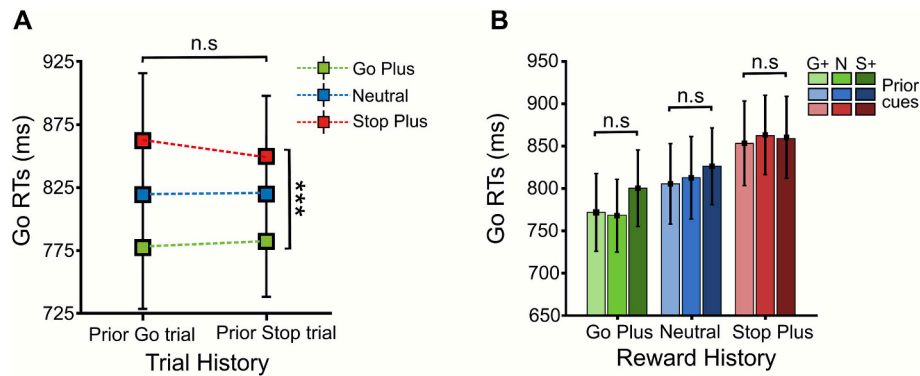 A
n.s
925
875
825
775
725
Go RTs (ms)
Go Plus
Neutral
Stop Plus
***
Prior Go trial
Prior Stop trial
Trial History
B
950
900
850
800
750
700
650
Go RTs (ms)
G+ N S+
Prior
cues
n.s
n.s
n.s
Go Plus
Neutral
Stop Plus
Reward History